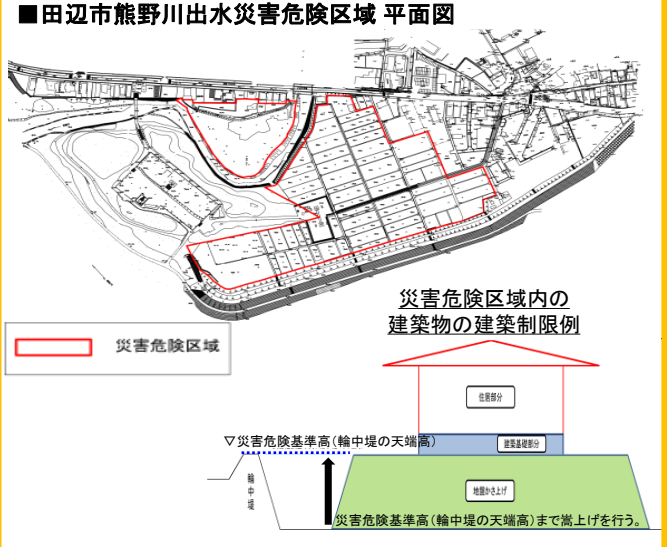 ■田辺市熊野川出水災害危険区域 平面図
災害危険区域
災害危険区域内の
建築物の建築制限例
住居部分
建築基礎部分
▽災害危険基準高(輪中堤の天端高)
輪中堤
地盤かさ上げ
災害危険基準高(輪中堤の天端高)まで嵩上げを行う。